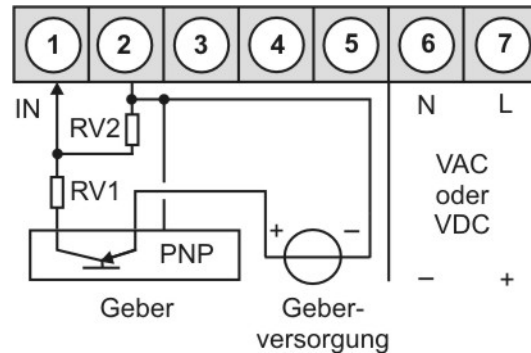 1 2 3 4 5 6 7
IN N L
RV2
RV1
VAC
oder
VDC
PNP + –
– +
Geber Geber-
versorgung